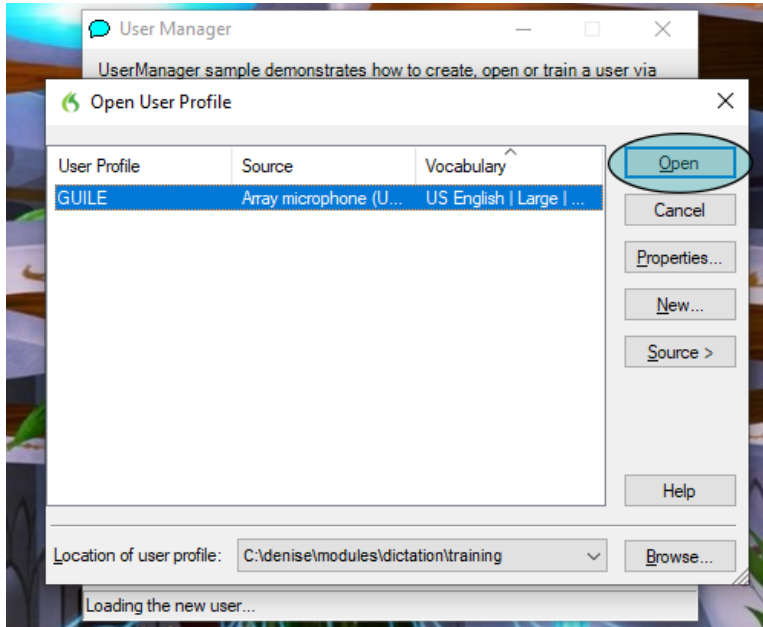 User Manager
UserManager sample demonstrates how to create, open or train a user via
Open User Profile
User Profile Source Vocabulary
GUILE Array microphone (U... US English | Large | ...
Open
Cancel
Properties...
New...
Source >
Help
Location of user profile: C:\denise\modules\dictation\training Browse...
Loading the new user...